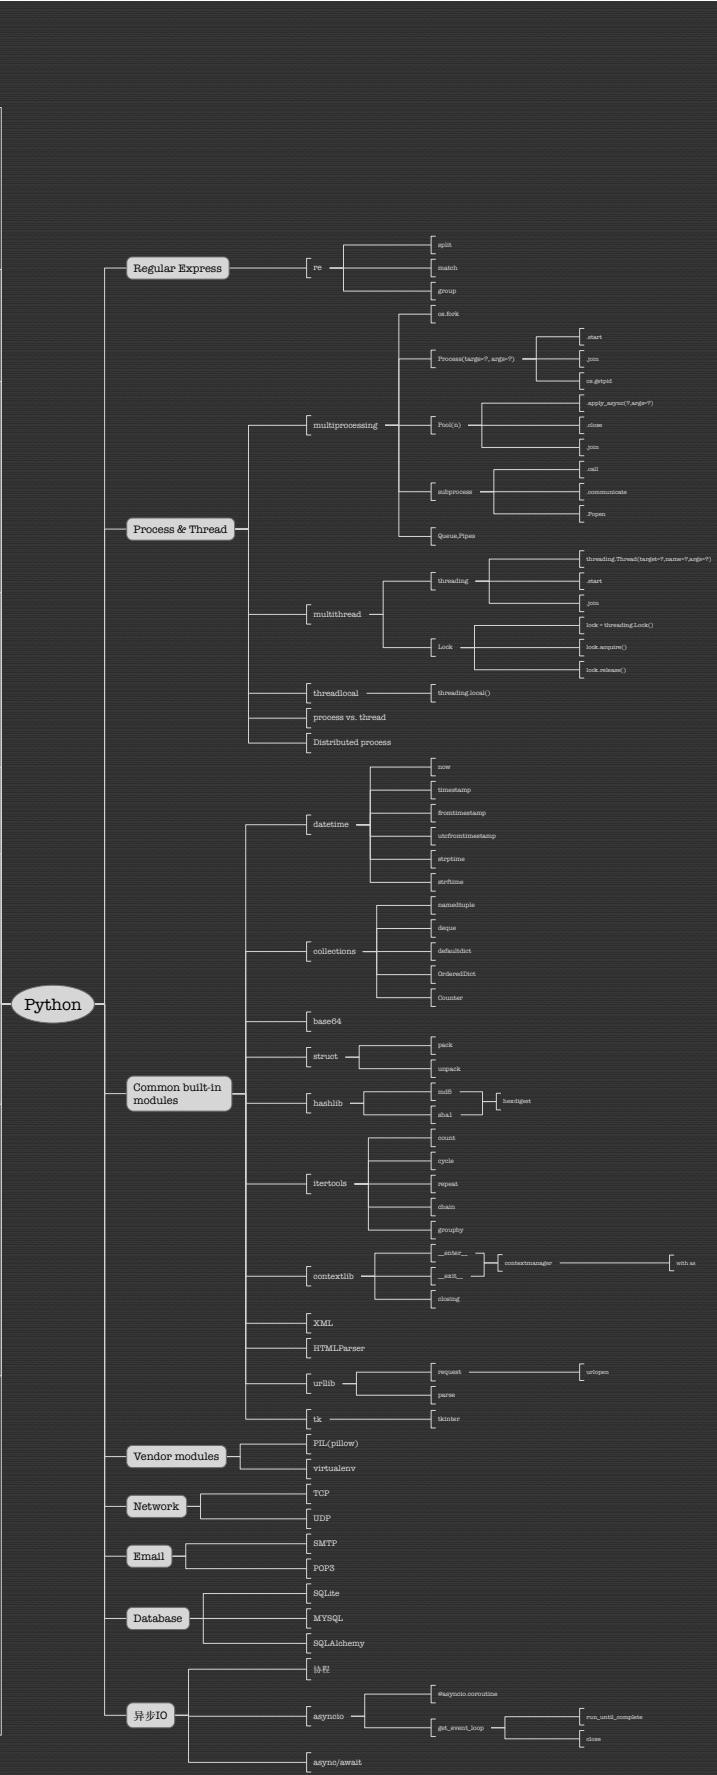 Python
Regular Express
re
split
match
group
Process & Thread
multiprocessing
os.fork
Process(targs=?, args=?)
.start
.join
os.getpid
Pool(n)
.apply_async(?,args=?)
.close
.join
subprocess
.call
.communicate
.Popen
Queue,Pipes
multithread
threading
threading.Thread(target=?,name=?,args=?)
.start
.join
Lock
lock = threading.Lock()
lock.acquire()
lock.release()
threadlocal
threading.local()
process vs. thread
Distributed process
Common built-in
modules
datetime
now
timestamp
fromtimestamp
utcfromtimestamp
strptime
strftime
collections
namedtuple
deque
defaultdict
OrderedDict
Counter
base64
struct
pack
unpack
hashlib
md5
sha1
hexdigest
itertools
count
cycle
repeat
chain
groupby
contextlib
__enter__
__exit__
contextmanager
with as
closing
XML
HTMLParser
urllib
request
urlopen
parse
tk
tkinter
Vendor modules
PIL(pillow)
virtualenv
Network
TCP
UDP
Email
SMTP
POP3
Database
SQLite
MYSQL
SQLAlchemy
异步IO
协程
asyncio
@asyncio.coroutine
get_event_loop
run_until_complete
close
async/await